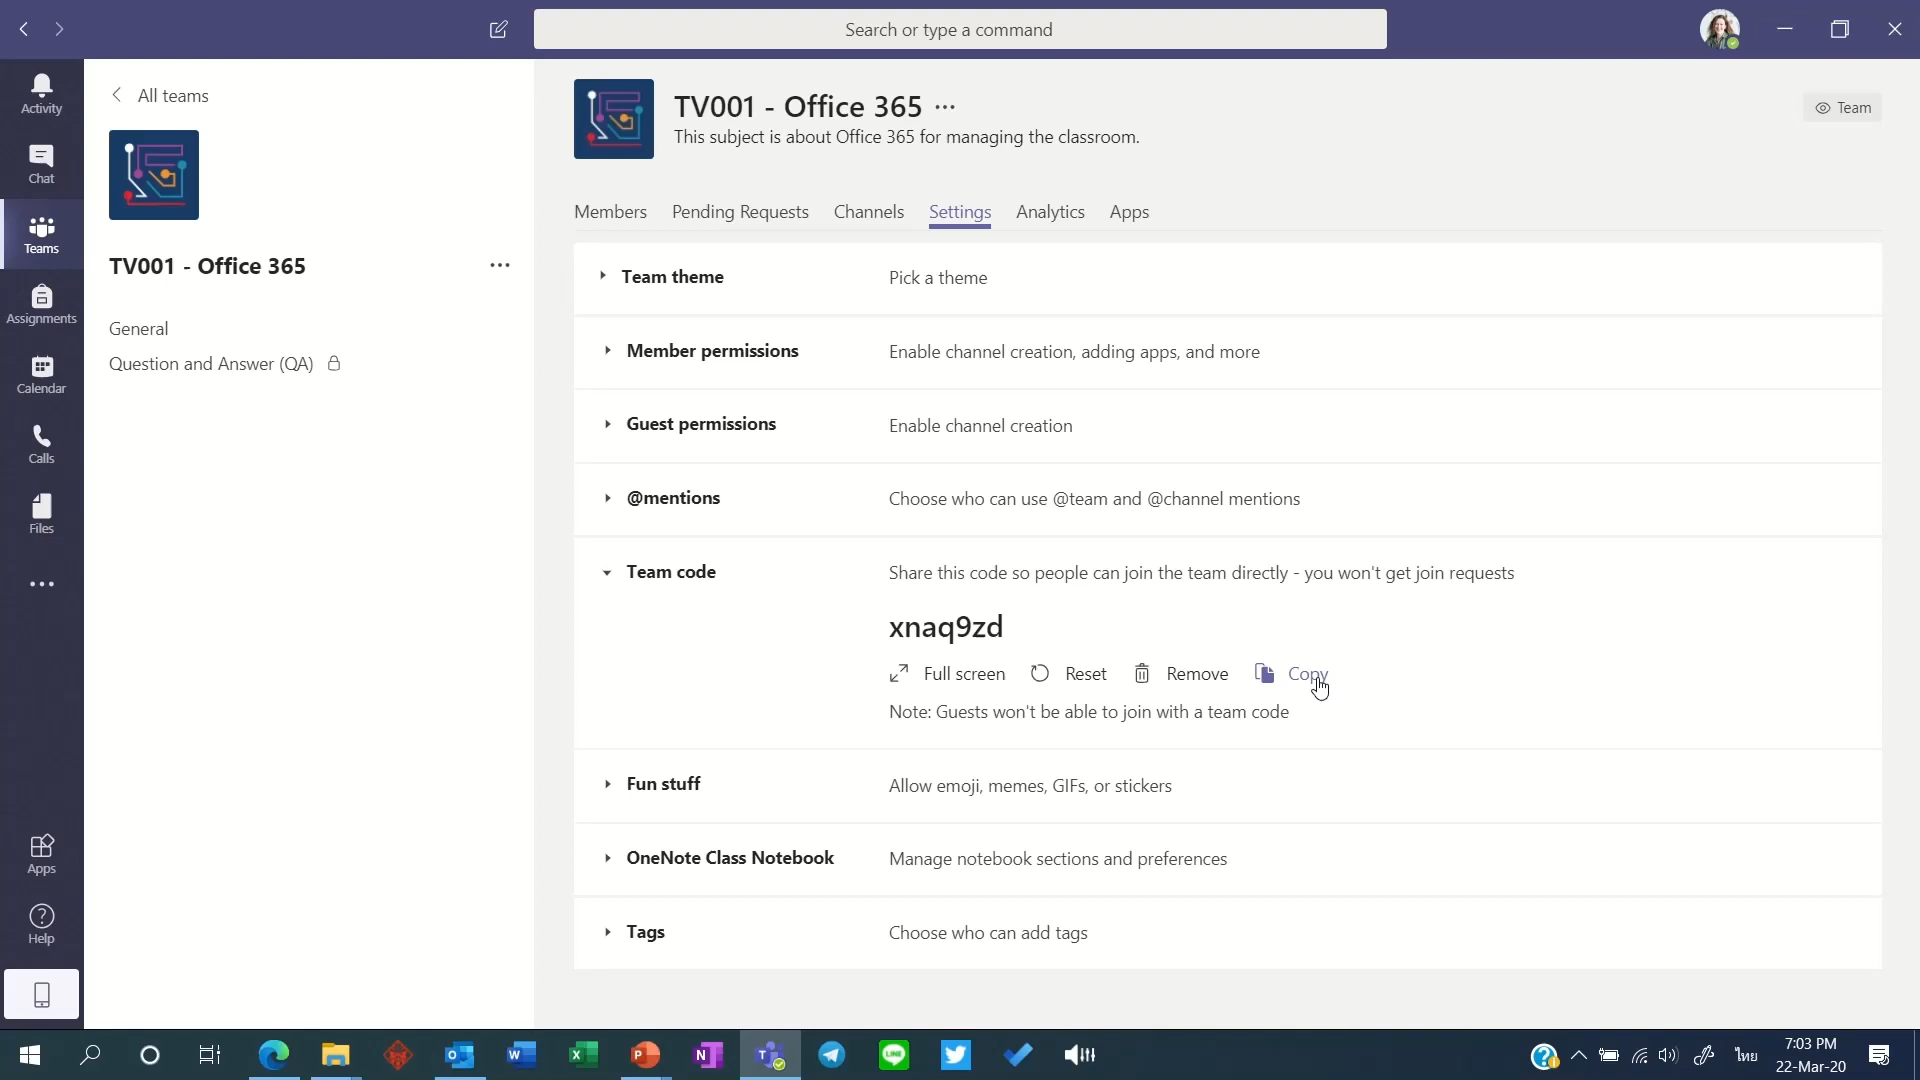 Search or type a command
Activity
Chat
Teams
Assignments
Calendar
Calls
Files
Apps
Help
All teams
TV001 - Office 365
General
Question and Answer (QA)
TV001 - Office 365
This subject is about Office 365 for managing the classroom.
Team
Members Pending Requests Channels Settings Analytics Apps
Team theme Pick a theme
Member permissions Enable channel creation, adding apps, and more
Guest permissions Enable channel creation
@mentions Choose who can use @team and @channel mentions
Team code Share this code so people can join the team directly - you won't get join requests
xnaq9zd
Full screen Reset Remove Copy
Note: Guests won't be able to join with a team code
Fun stuff Allow emoji, memes, GIFs, or stickers
OneNote Class Notebook Manage notebook sections and preferences
Tags Choose who can add tags
ไทย
7:03 PM
22-Mar-20